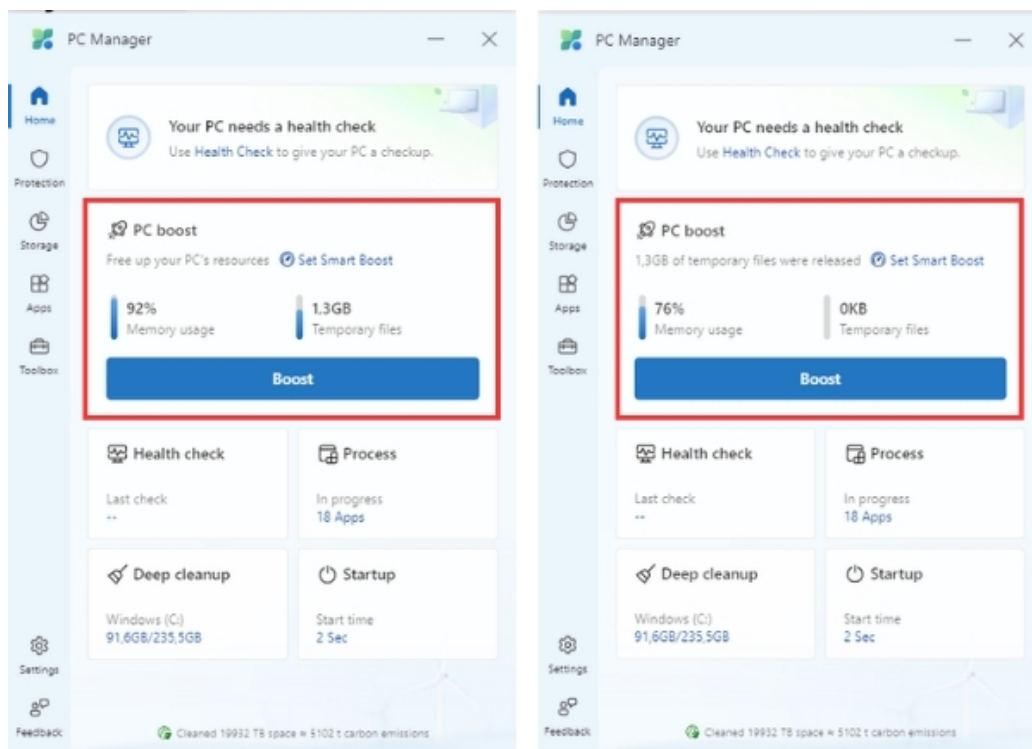 PC Manager
Home
Protection
Storage
Apps
Toolbox
Settings
Feedback
Your PC needs a health check
Use Health Check to give your PC a checkup.
PC boost
Free up your PC's resources Set Smart Boost
92%
Memory usage
1,3GB
Temporary files
Boost
Health check
Last check
--
Process
In progress
18 Apps
Deep cleanup
Windows (C:)
91,6GB/235,5GB
Startup
Start time
2 Sec
Cleaned 19932 TB space ≈ 5102 t carbon emissions
PC Manager
Home
Protection
Storage
Apps
Toolbox
Settings
Feedback
Your PC needs a health check
Use Health Check to give your PC a checkup.
PC boost
1,3GB of temporary files were released Set Smart Boost
76%
Memory usage
0KB
Temporary files
Boost
Health check
Last check
--
Process
In progress
18 Apps
Deep cleanup
Windows (C:)
91,6GB/235,5GB
Startup
Start time
2 Sec
Cleaned 19932 TB space ≈ 5102 t carbon emissions